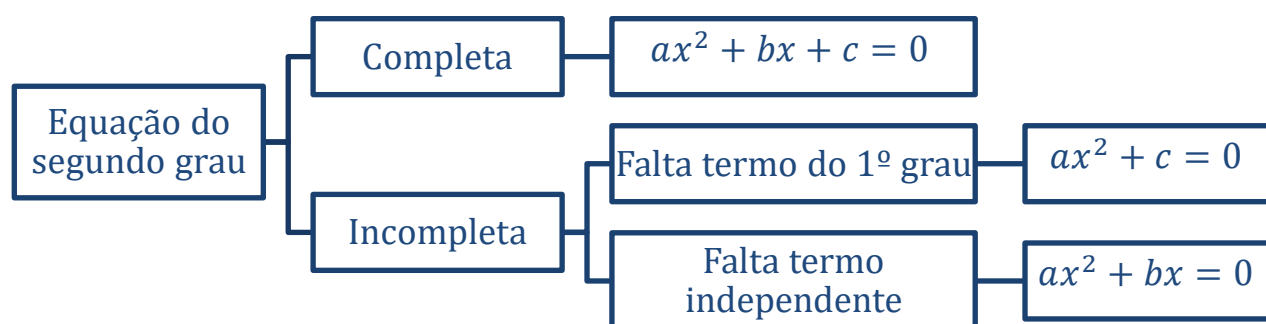 Equação do
segundo grau
Completa
ax² + bx + c = 0
Incompleta
Falta termo do 1º grau
ax² + c = 0
Falta termo
independente
ax² + bx = 0